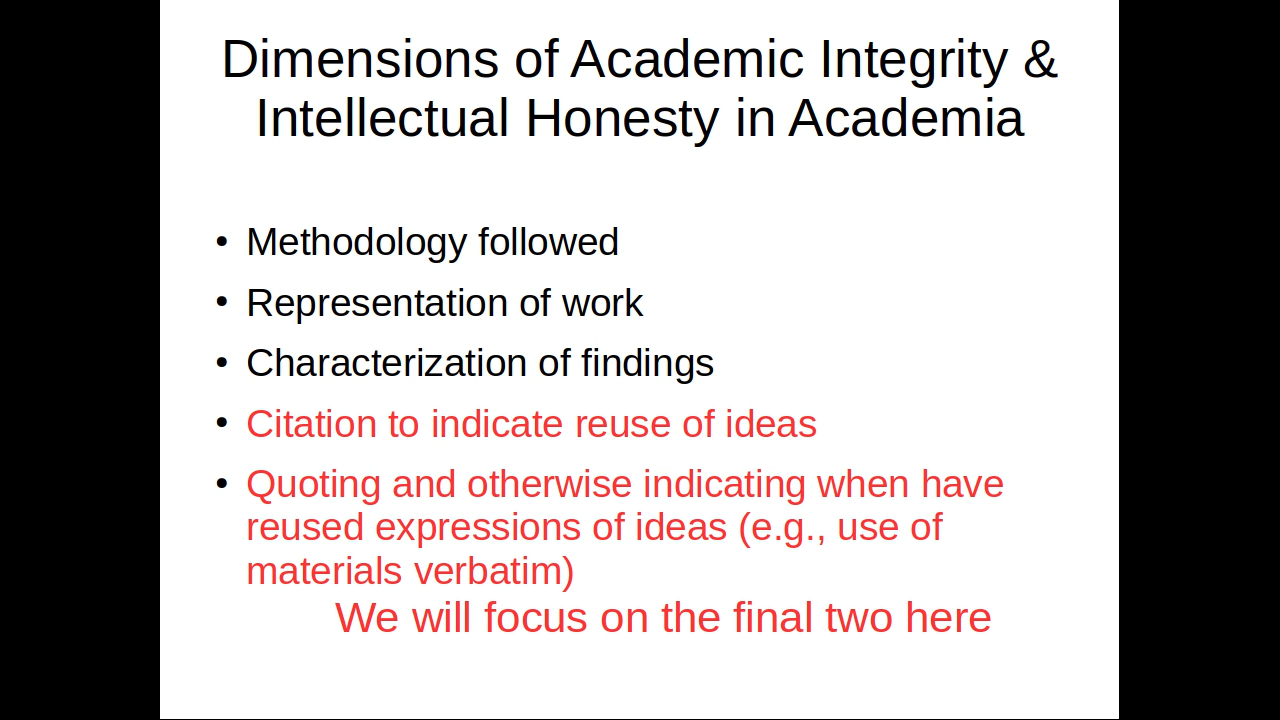 Dimensions of Academic Integrity &
Intellectual Honesty in Academia
• Methodology followed
• Representation of work
• Characterization of findings
• Citation to indicate reuse of ideas
• Quoting and otherwise indicating when have
reused expressions of ideas (e.g., use of
materials verbatim)
We will focus on the final two here